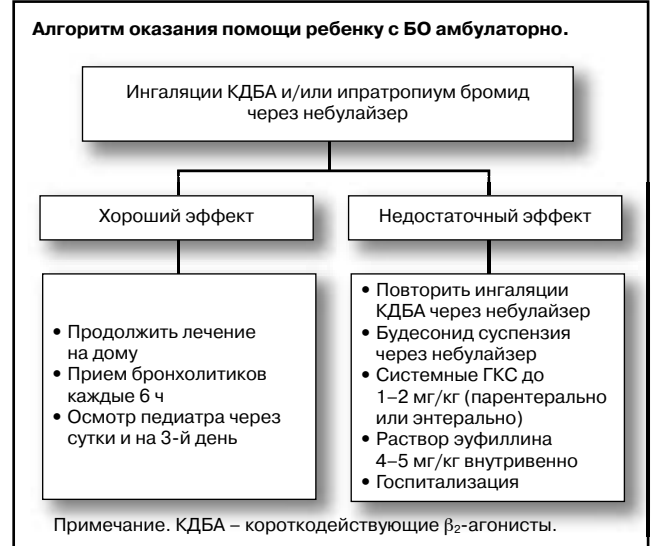 Алгоритм оказания помощи ребенку с БО амбулаторно.
Ингаляции КДБА и/или ипратропиум бромид
через небулайзер
Хороший эффект
Недостаточный эффект
• Продолжить лечение
на дому
• Прием бронхолитиков
каждые 6 ч
• Осмотр педиатра через
сутки и на 3-й день
• Повторить ингаляции
КДБА через небулайзер
• Будесонид суспензия
через небулайзер
• Системные ГКС до
1–2 мг/кг (парентерально
или энтерально)
• Раствор эуфиллина
4–5 мг/кг внутривенно
• Госпитализация
Примечание. КДБА – короткодействующие β₂-агонисты.